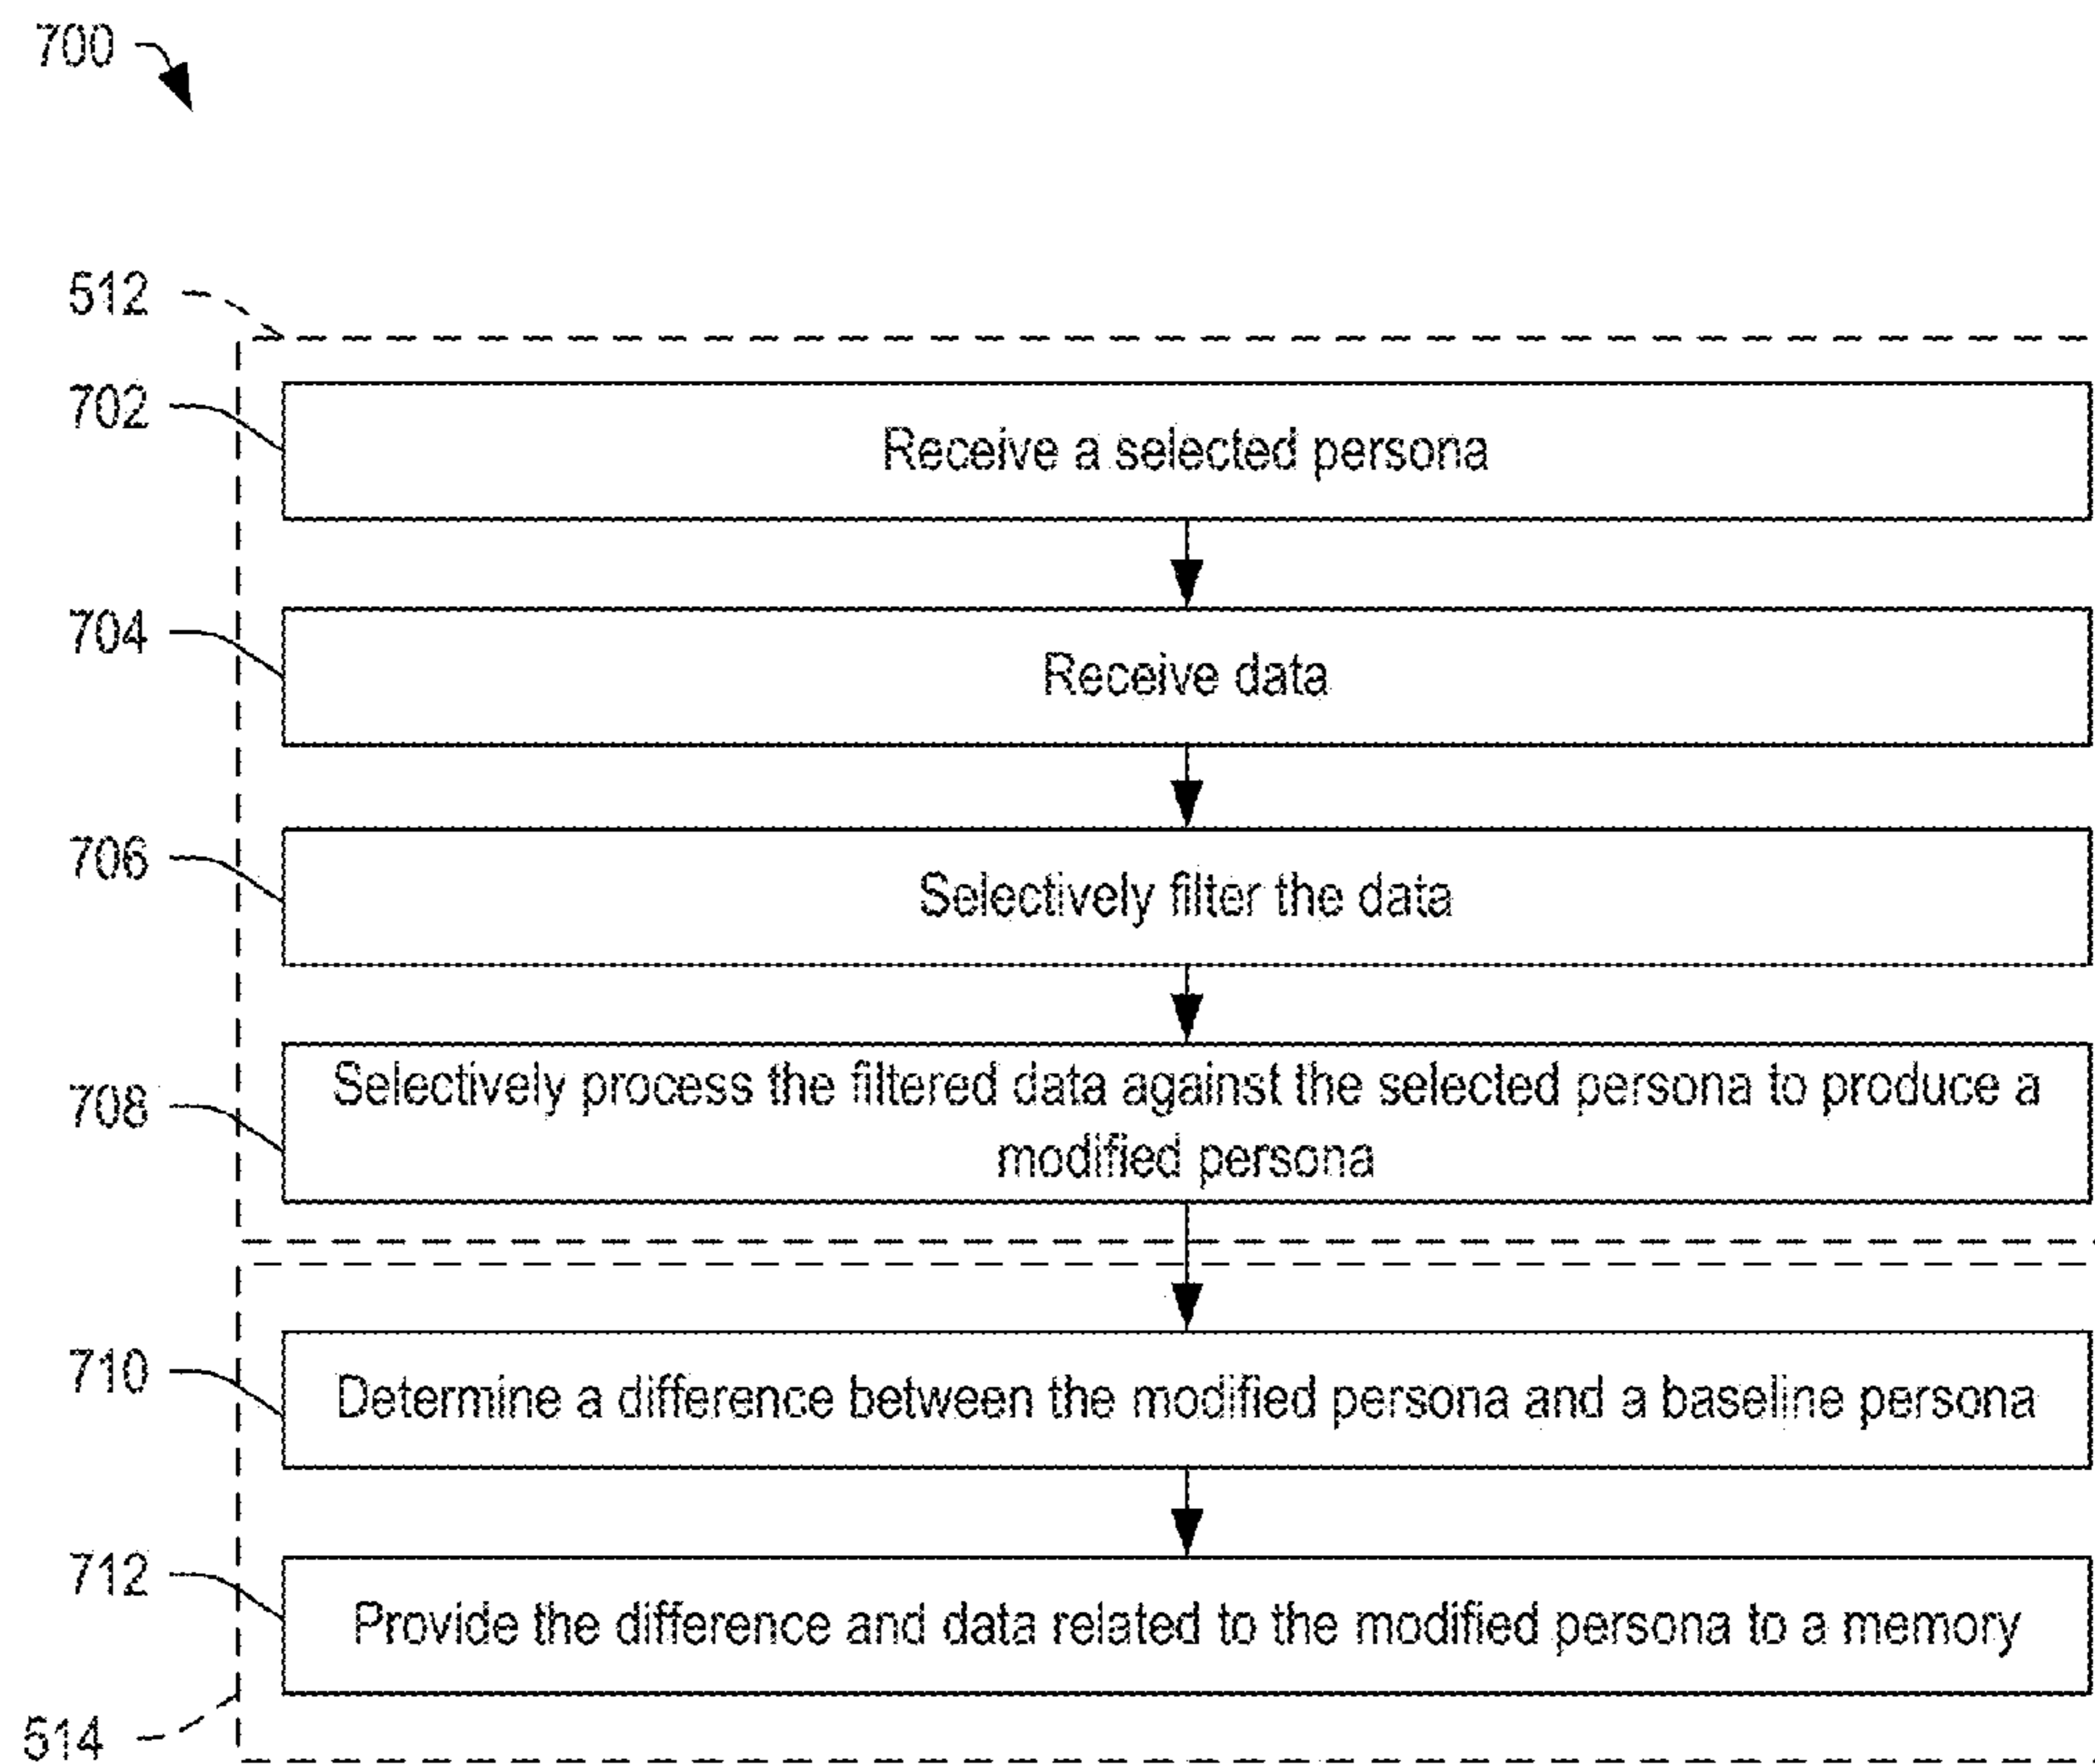 700
512
702
Receive a selected persona
704
Receive data
706
Selectively filter the data
708
Selectively process the filtered data against the selected persona to produce a
modified persona
710
Determine a difference between the modified persona and a baseline persona
712
Provide the difference and data related to the modified persona to a memory
514